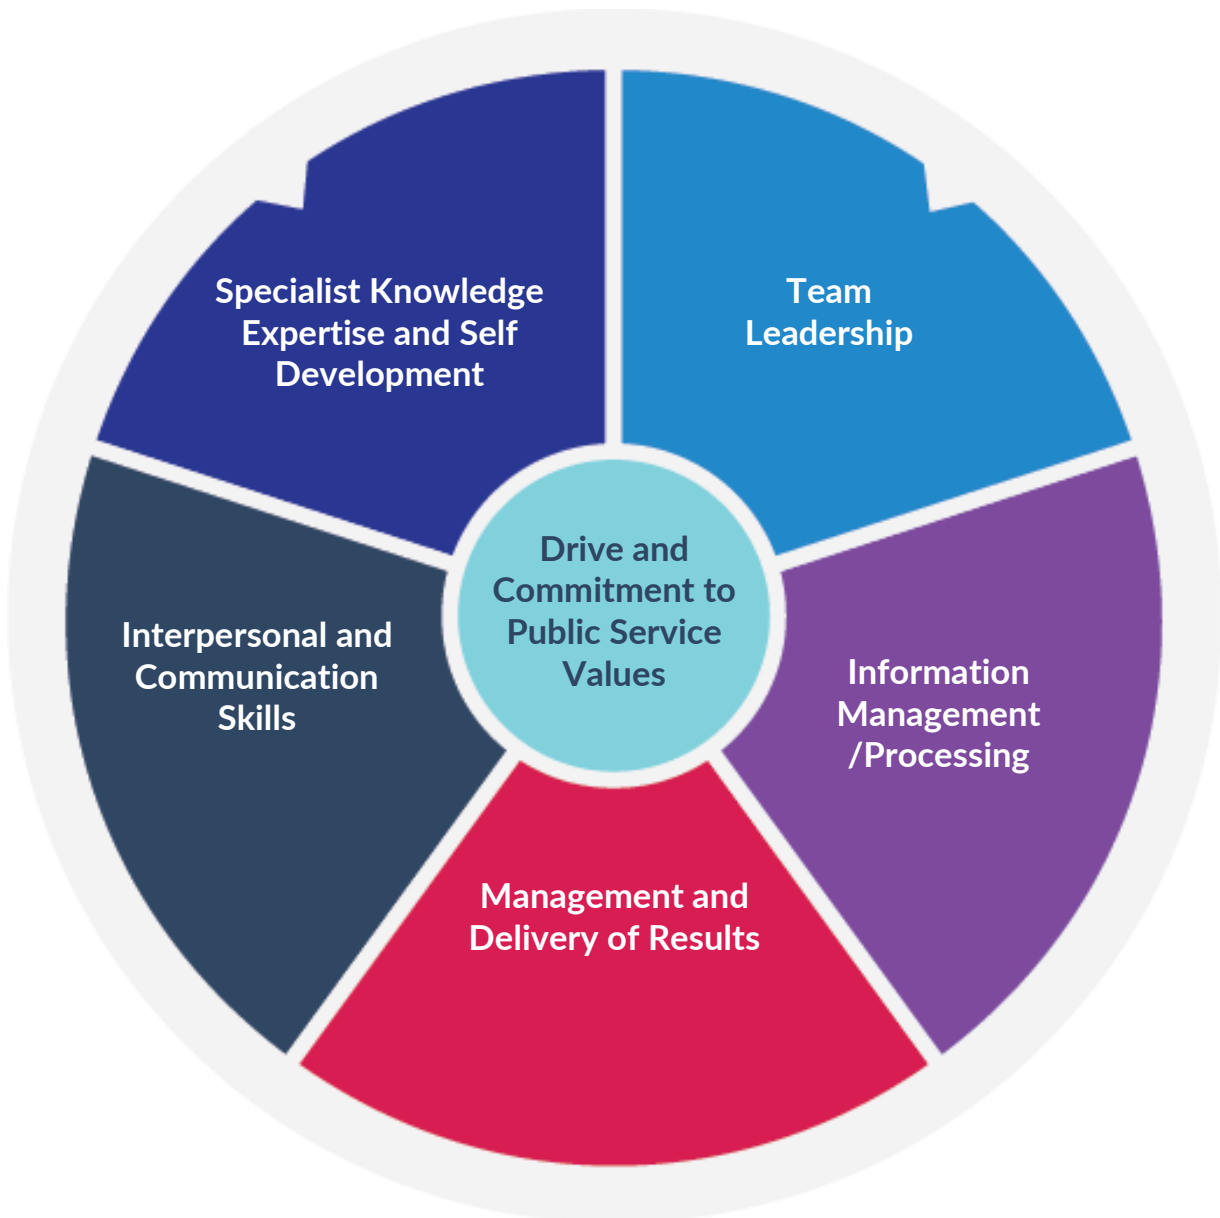 Specialist Knowledge
Expertise and Self
Development
Team
Leadership
Drive and
Commitment to
Public Service
Values
Interpersonal and
Communication
Skills
Information
Management
/Processing
Management and
Delivery of Results